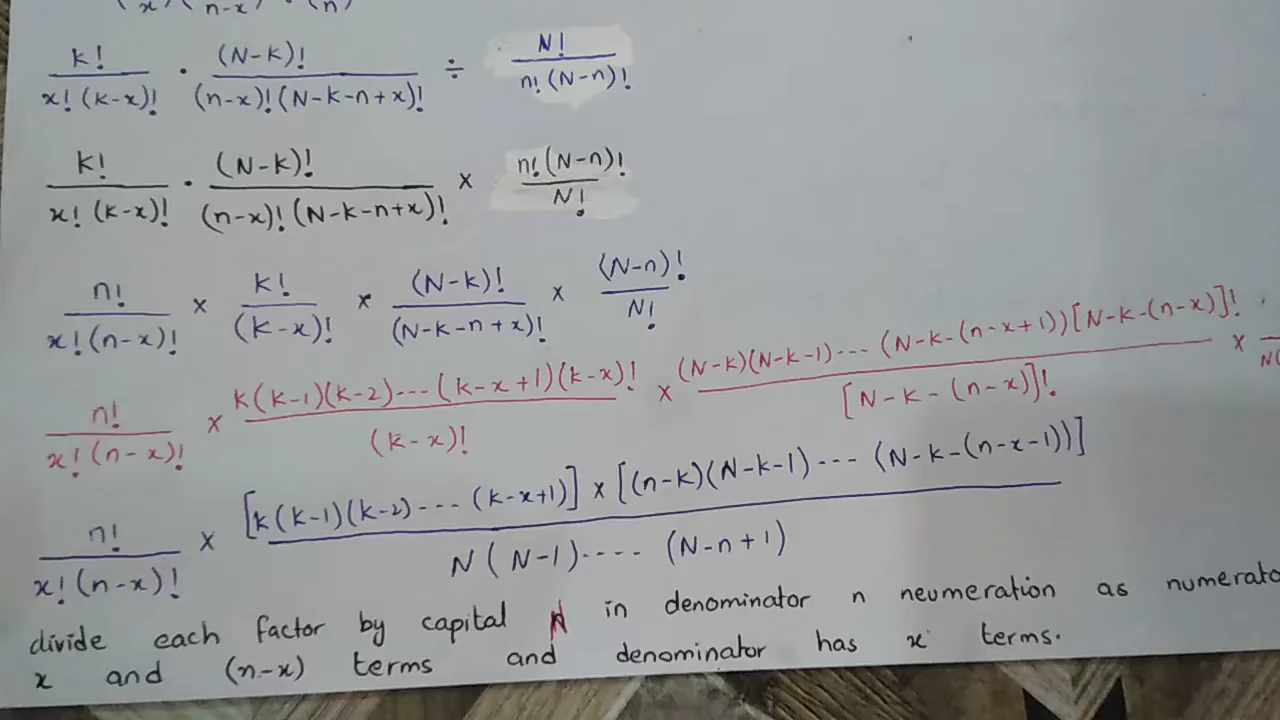 ( x ) ( n-x ) ( n )
k! / x!(k-x)! · (N-k)! / (n-x)!(N-k-n+x)! ÷ N! / n!(N-n)!
k! / x!(k-x)! · (N-k)! / (n-x)!(N-k-n+x)! × n!(N-n)! / N!
n! / x!(n-x)! × k! / (k-x)! × (N-k)! / (N-k-n+x)! × (N-n)! / N!
n! / x!(n-x)! × k(k-1)(k-2)---(k-x+1)(k-x)! / (k-x)! × (N-k)(N-k-1)---(N-k-(n-x+1))[N-k-(n-x)]! / [N-k-(n-x)]! ×
n! / x!(n-x)! × [k(k-1)(k-2)---(k-x+1)] × [(n-k)(N-k-1)---(N-k-(n-x-1))] / N(N-1)----(N-n+1)
divide each factor by capital N in denominator n neumeration as numerato
x and (n-x) terms and denominator has x terms.